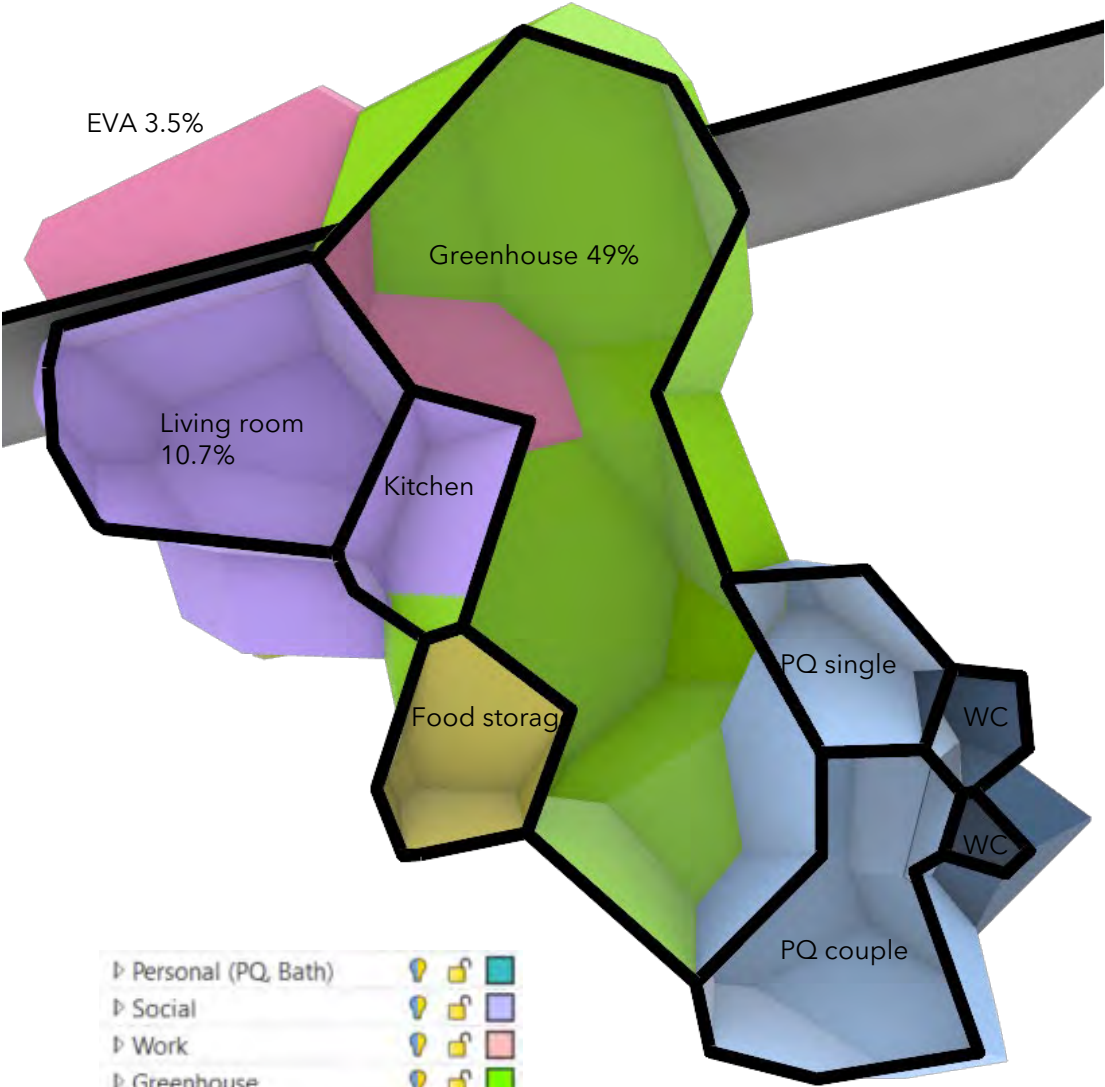 EVA 3.5%
Greenhouse 49%
Living room
10.7%
Kitchen
PQ single
Food storag
WC
WC
PQ couple
Personal (PQ, Bath)
Social
Work
Greenhouse